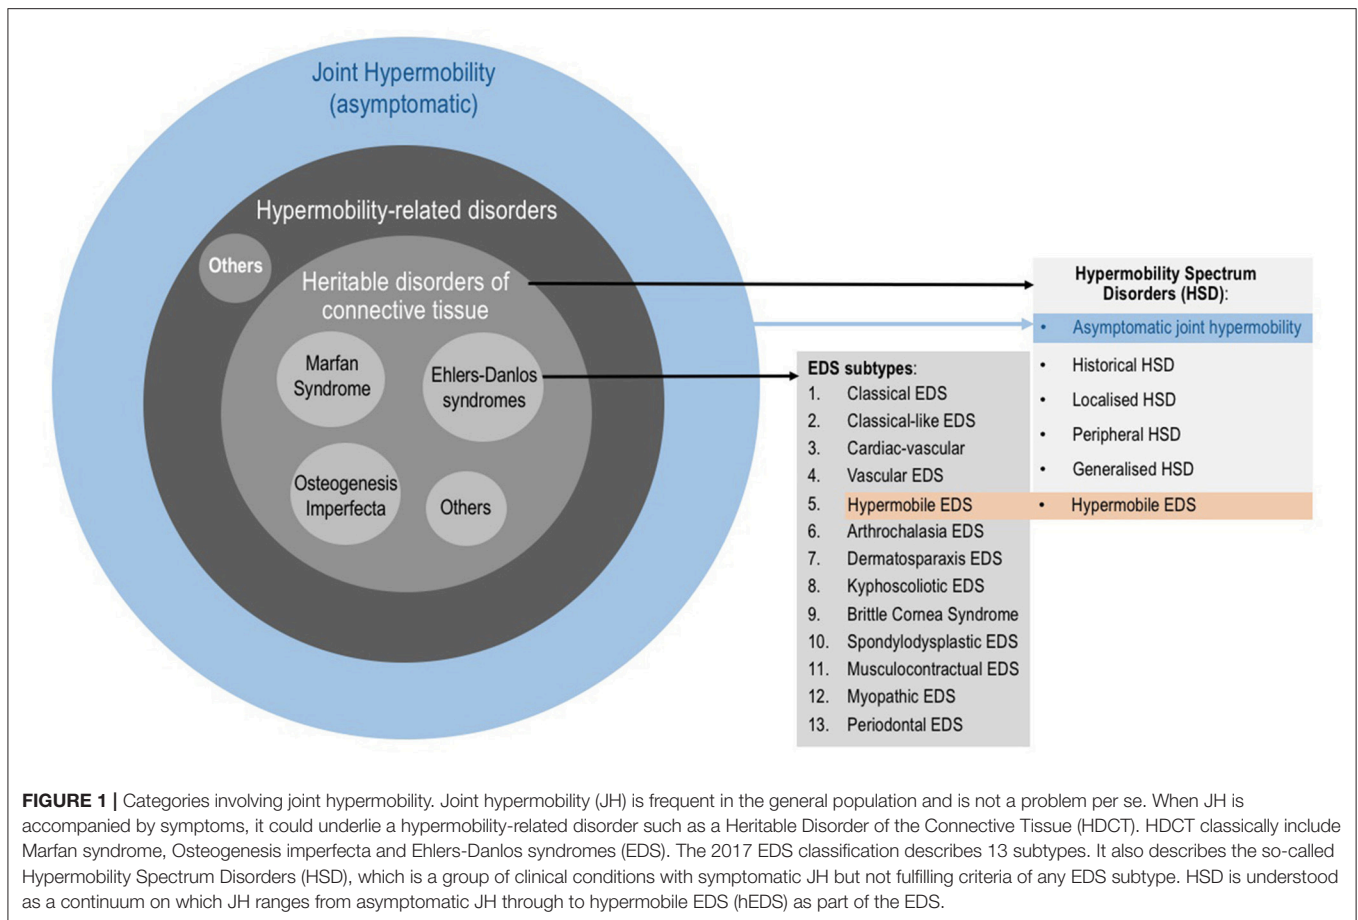 Joint Hypermobility
(asymptomatic)
Hypermobility-related disorders
Others
Heritable disorders of
connective tissue
Marfan
Syndrome
Ehlers-Danlos
syndromes
Osteogenesis
Imperfecta
Others
EDS subtypes:
1. Classical EDS
2. Classical-like EDS
3. Cardiac-vascular
4. Vascular EDS
5. Hypermobile EDS
6. Arthrochalasia EDS
7. Dermatosparaxis EDS
8. Kyphoscoliotic EDS
9. Brittle Cornea Syndrome
10. Spondylodysplastic EDS
11. Musculocontractual EDS
12. Myopathic EDS
13. Periodontal EDS
Hypermobility Spectrum
Disorders (HSD):
• Asymptomatic joint hypermobility
• Historical HSD
• Localised HSD
• Peripheral HSD
• Generalised HSD
• Hypermobile EDS
FIGURE 1 | Categories involving joint hypermobility. Joint hypermobility (JH) is frequent in the general population and is not a problem per se. When JH is
accompanied by symptoms, it could underlie a hypermobility-related disorder such as a Heritable Disorder of the Connective Tissue (HDCT). HDCT classically include
Marfan syndrome, Osteogenesis imperfecta and Ehlers-Danlos syndromes (EDS). The 2017 EDS classification describes 13 subtypes. It also describes the so-called
Hypermobility Spectrum Disorders (HSD), which is a group of clinical conditions with symptomatic JH but not fulfilling criteria of any EDS subtype. HSD is understood
as a continuum on which JH ranges from asymptomatic JH through to hypermobile EDS (hEDS) as part of the EDS.